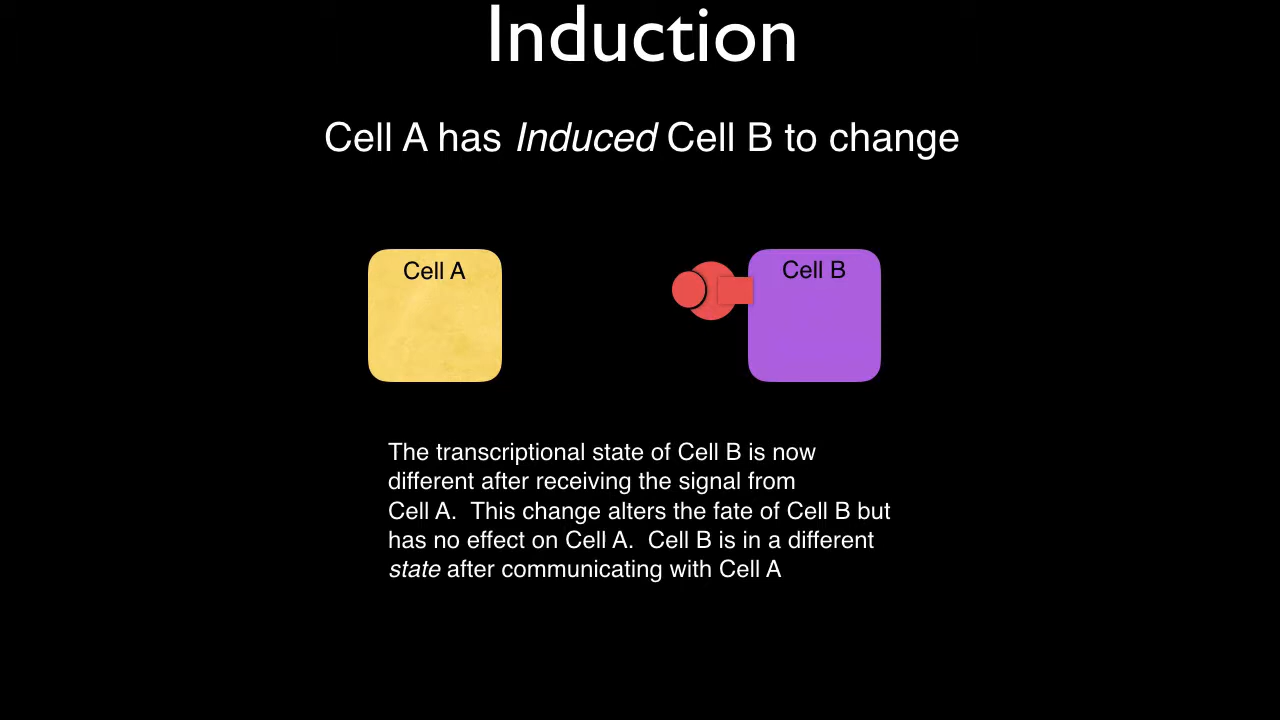 Induction
Cell A has Induced Cell B to change
Cell A
Cell B
The transcriptional state of Cell B is now
different after receiving the signal from
Cell A.  This change alters the fate of Cell B but
has no effect on Cell A.  Cell B is in a different
state after communicating with Cell A